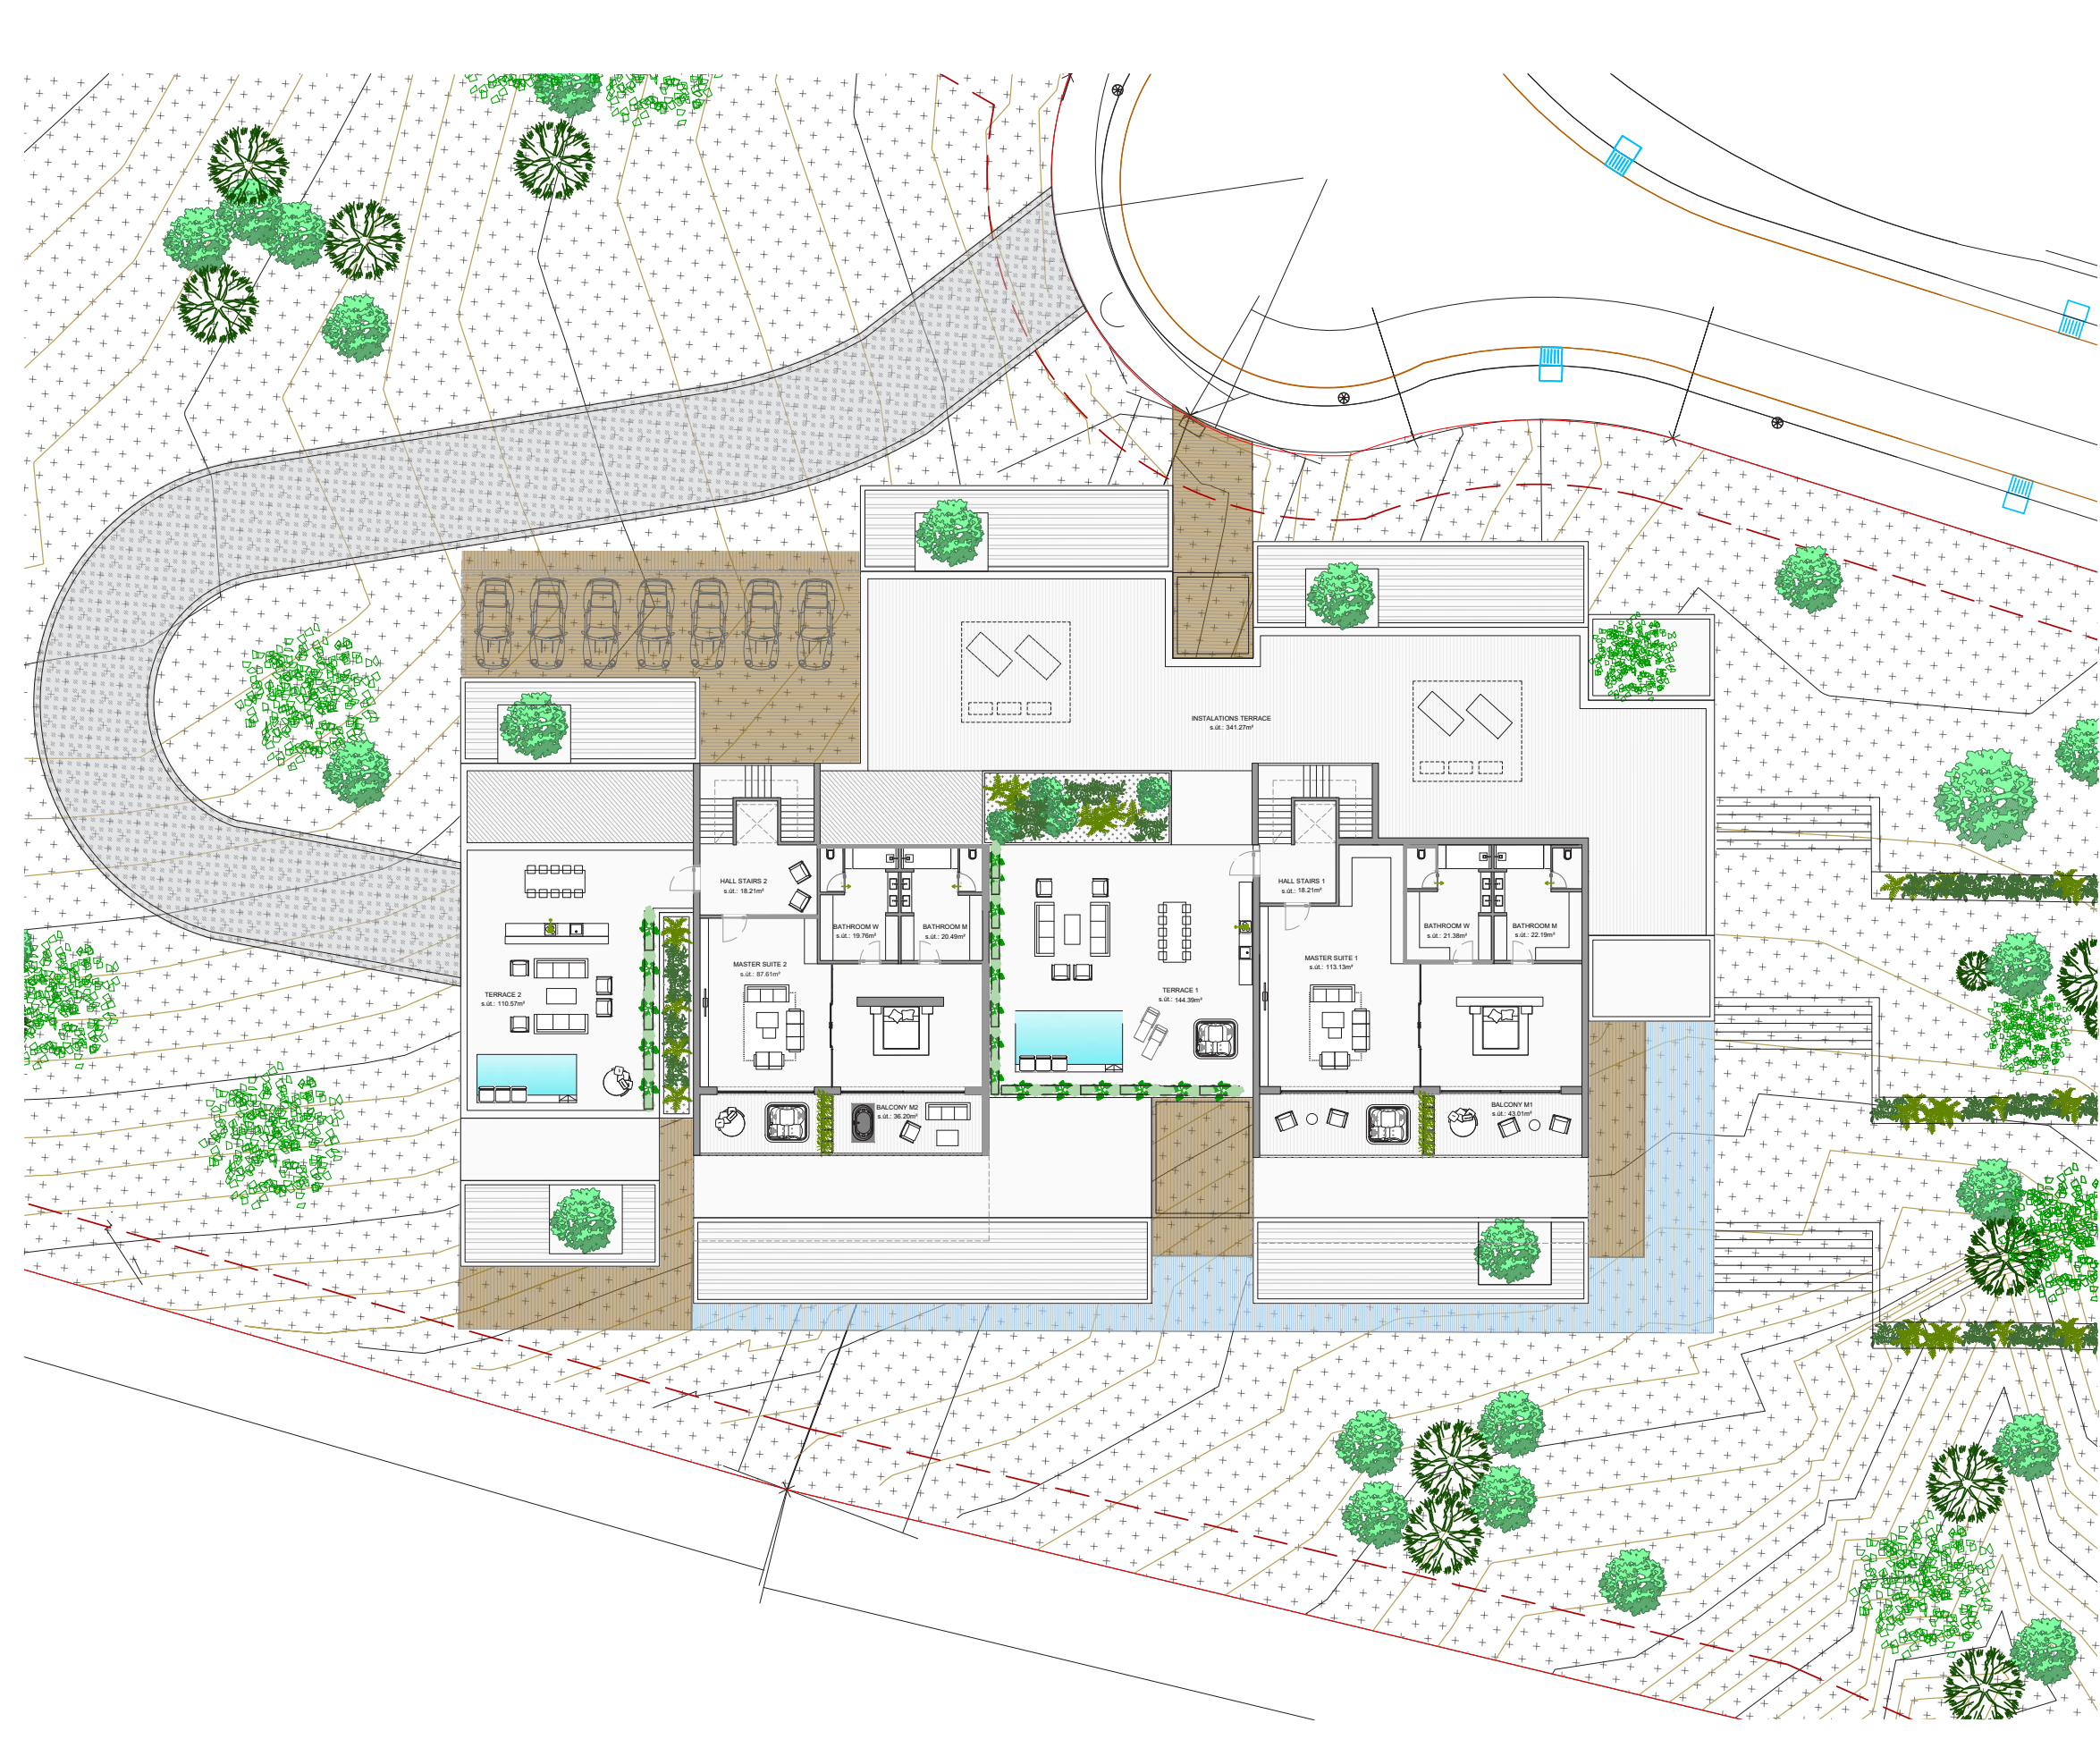 INSTALATIONS TERRACE
s.út.: 341.27m²
HALL STAIRS 2
s.út.: 18.21m²
HALL STAIRS 1
s.út.: 18.21m²
BATHROOM W
s.út.: 19.76m²
BATHROOM M
s.út.: 20.49m²
BATHROOM W
s.út.: 21.38m²
BATHROOM M
s.út.: 22.19m²
MASTER SUITE 2
s.út.: 87.61m²
MASTER SUITE 1
s.út.: 113.13m²
TERRACE 2
s.út.: 110.57m²
TERRACE 1
s.út.: 144.39m²
BALCONY M2
s.út.: 36.20m²
BALCONY M1
s.út.: 43.01m²